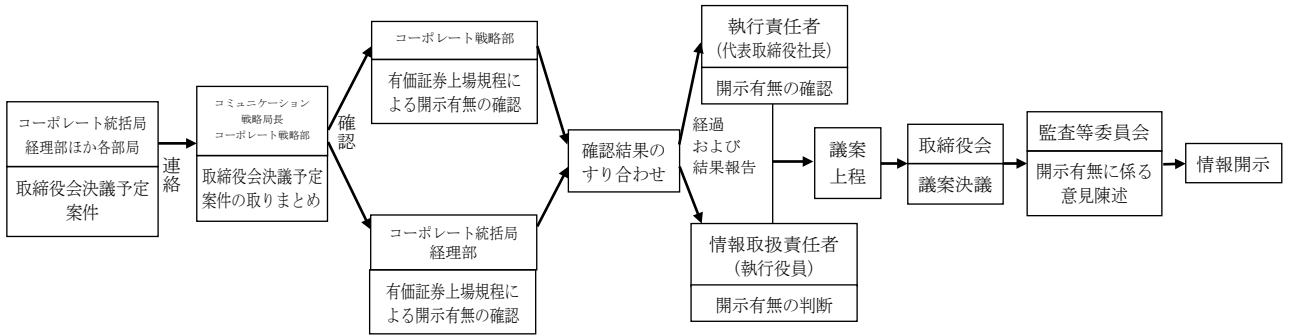 コーポレート統括局
経理部ほか各部局
取締役会決議予定
案件
連絡
コミュニケーション
戦略局長
コーポレート戦略部
取締役会決議予定
案件の取りまとめ
確認
コーポレート戦略部
有価証券上場規程に
よる開示有無の確認
コーポレート統括局
経理部
有価証券上場規程に
よる開示有無の確認
確認結果の
すり合わせ
経過
および
結果報告
執行責任者
(代表取締役社長)
開示有無の確認
情報取扱責任者
(執行役員)
開示有無の判断
議案
上程
取締役会
議案決議
監査等委員会
開示有無に係る
意見陳述
情報開示